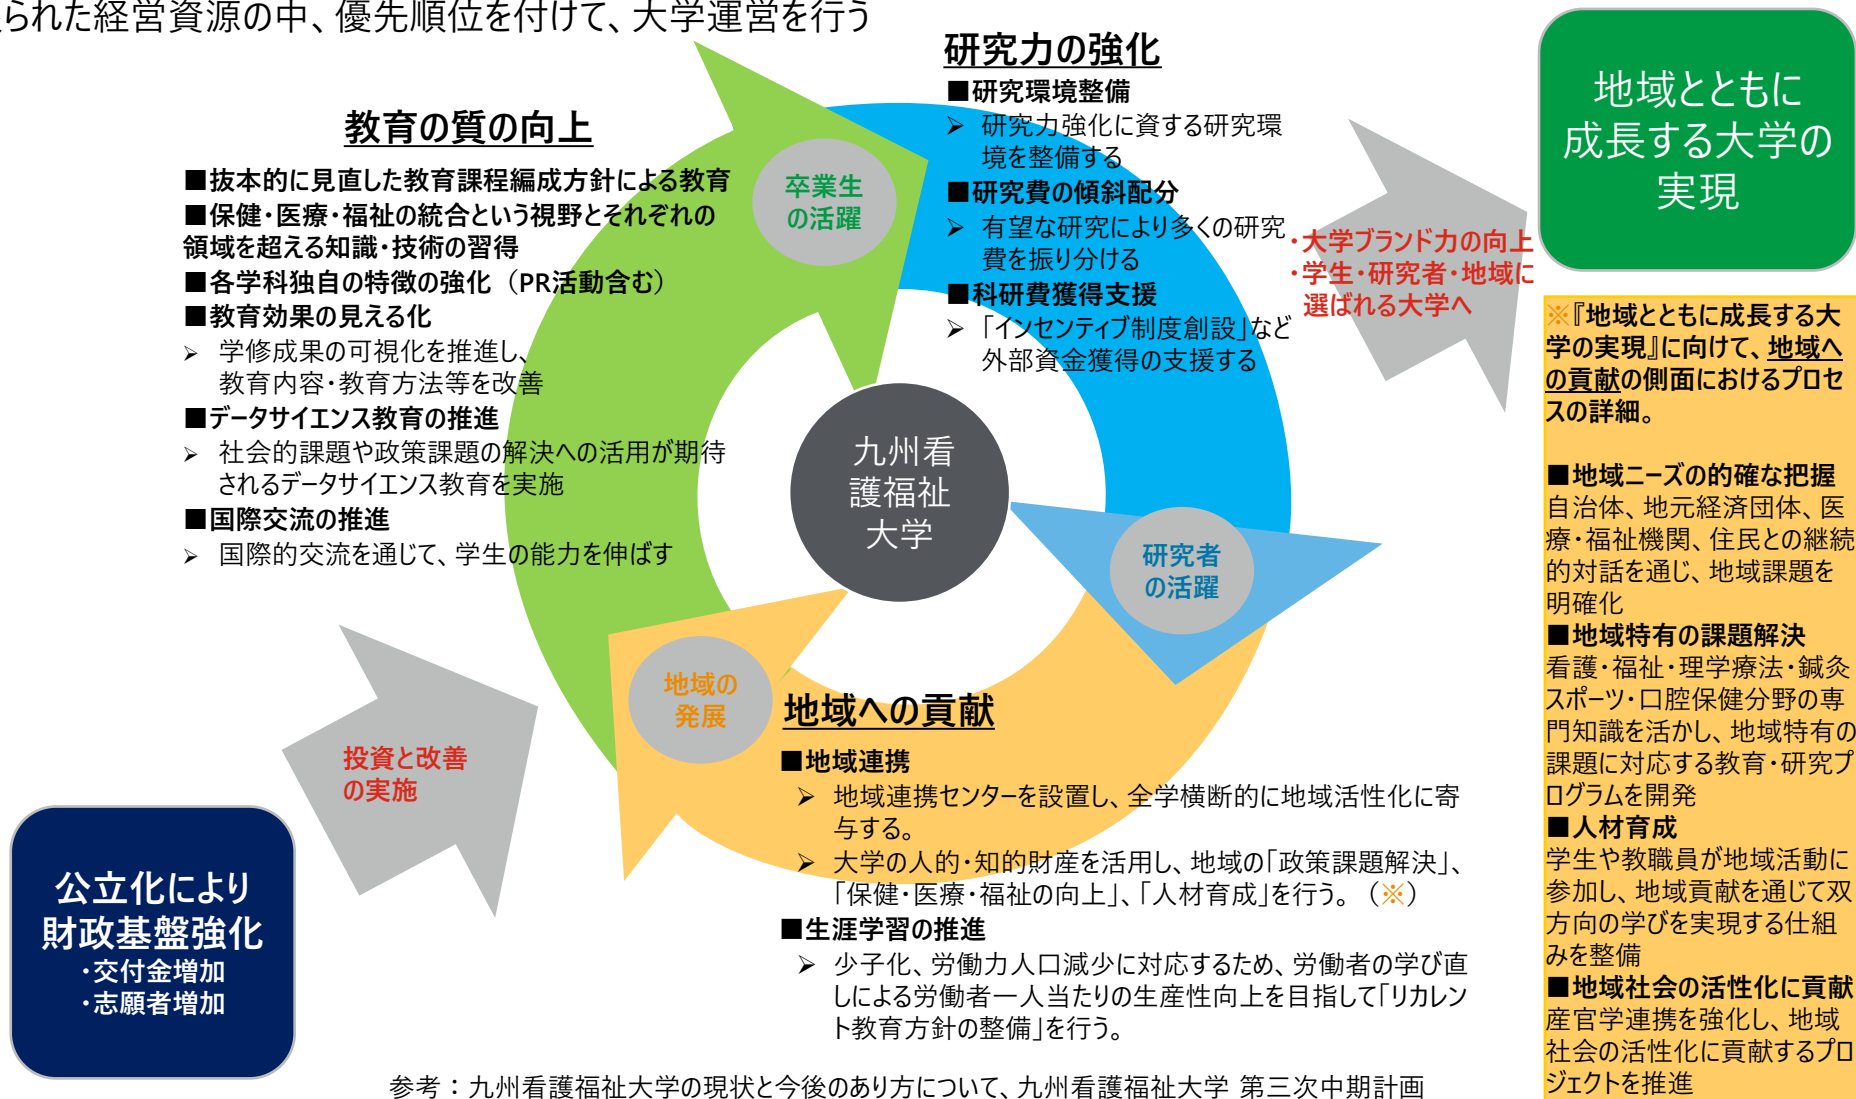 られた経営資源の中、優先順位を付けて、大学運営を行う
教育の質の向上
■抜本的に見直した教育課程編成方針による教育
■保健・医療・福祉の統合という視野とそれぞれの
領域を超える知識・技術の習得
■各学科独自の特徴の強化（PR活動含む）
■教育効果の見える化
➢ 学修成果の可視化を推進し、
教育内容・教育方法等を改善
■データサイエンス教育の推進
➢ 社会的課題や政策課題の解決への活用が期待
されるデータサイエンス教育を実施
■国際交流の推進
➢ 国際的交流を通じて、学生の能力を伸ばす
卒業生
の活躍
研究力の強化
■研究環境整備
➢ 研究力強化に資する研究環
境を整備する
■研究費の傾斜配分
➢ 有望な研究により多くの研究
費を振り分ける
■科研費獲得支援
➢ 「インセンティブ制度創設」など
外部資金獲得の支援する
九州看
護福祉
大学
研究者
の活躍
地域の
発展
地域への貢献
■地域連携
➢ 地域連携センターを設置し、全学横断的に地域活性化に寄
与する。
➢ 大学の人的・知的財産を活用し、地域の「政策課題解決」、
「保健・医療・福祉の向上」、「人材育成」を行う。（※）
■生涯学習の推進
➢ 少子化、労働力人口減少に対応するため、労働者の学び直
しによる労働者一人当たりの生産性向上を目指して「リカレン
ト教育方針の整備」を行う。
投資と改善
の実施
公立化により
財政基盤強化
・交付金増加
・志願者増加
・大学ブランド力の向上
・学生・研究者・地域に
選ばれる大学へ
地域とともに
成長する大学の
実現
※『地域とともに成長する大
学の実現』に向けて、地域へ
の貢献の側面におけるプロセ
スの詳細。
■地域ニーズの的確な把握
自治体、地元経済団体、医
療・福祉機関、住民との継続
的対話を通じ、地域課題を
明確化
■地域特有の課題解決
看護・福祉・理学療法・鍼灸
スポーツ・口腔保健分野の専
門知識を活かし、地域特有の
課題に対応する教育・研究プ
ログラムを開発
■人材育成
学生や教職員が地域活動に
参加し、地域貢献を通じて双
方向の学びを実現する仕組
みを整備
■地域社会の活性化に貢献
産官学連携を強化し、地域
社会の活性化に貢献するプロ
ジェクトを推進
参考：九州看護福祉大学の現状と今後のあり方について、九州看護福祉大学 第三次中期計画